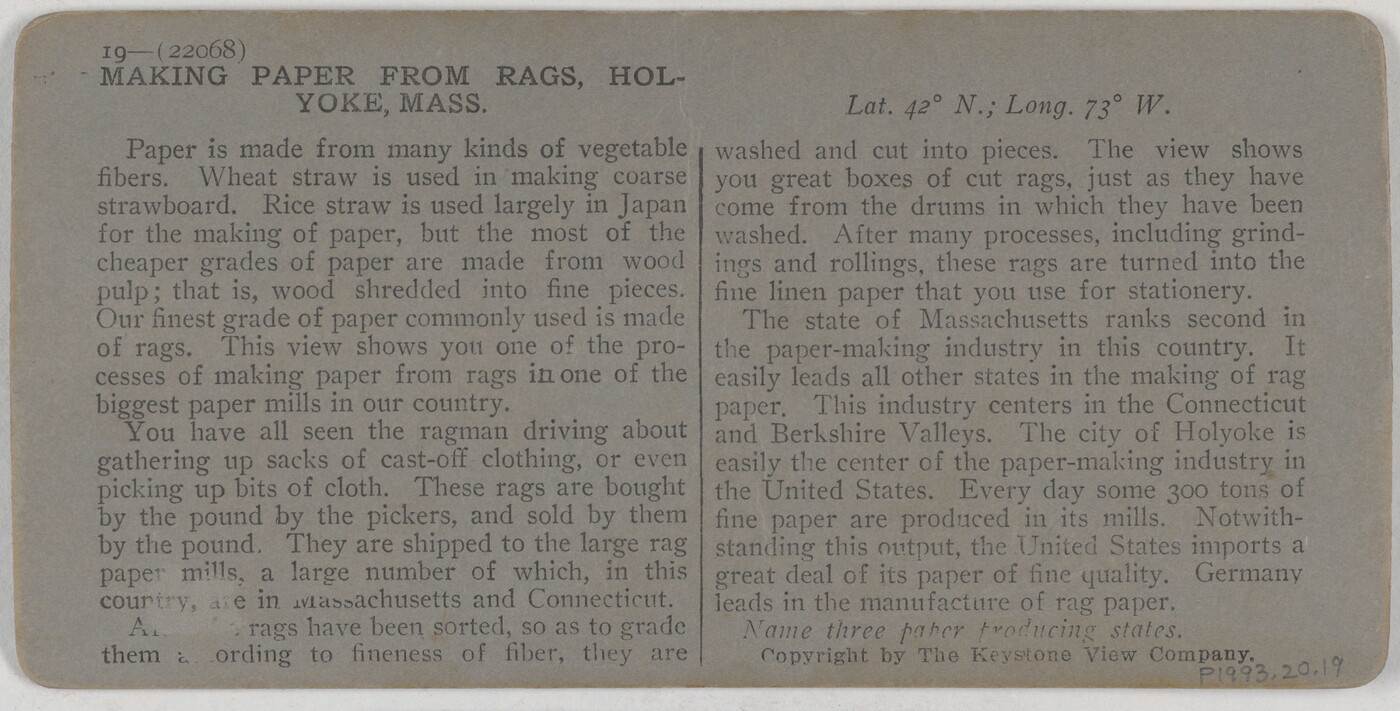 19—(22068)
MAKING PAPER FROM RAGS, HOL-
YOKE, MASS.
Paper is made from many kinds of vegetable
fibers. Wheat straw is used in making coarse
strawboard. Rice straw is used largely in Japan
for the making of paper, but the most of the
cheaper grades of paper are made from wood
pulp; that is, wood shredded into fine pieces.
Our finest grade of paper commonly used is made
of rags. This view shows you one of the pro-
cesses of making paper from rags in one of the
biggest paper mills in our country.
You have all seen the ragman driving about
gathering up sacks of cast-off clothing, or even
picking up bits of cloth. These rags are bought
by the pound by the pickers, and sold by them
by the pound. They are shipped to the large rag
paper mills, a large number of which, in this
country, are in Massachusetts and Connecticut.
rags have been sorted, so as to grade
them to fineness of fiber, they are
Lat. 42° N.; Long. 73° W.
washed and cut into pieces. The view shows
you great boxes of cut rags, just as they have
come from the drums in which they have been
washed. After many processes, including grind-
ings and rollings, these rags are turned into the
fine linen paper that you use for stationery.
The state of Massachusetts ranks second in
the paper-making industry in this country. It
easily leads all other states in the making of rag
paper. This industry centers in the Connecticut
and Berkshire Valleys. The city of Holyoke is
easily the center of the paper-making industry in
the United States. Every day some 300 tons of
fine paper are produced in its mills. Notwith-
standing this output, the United States imports a
great deal of its paper of fine quality. Germany
leads in the manufacture of rag paper.
Name three paper producing states.
Copyright by The Keystone View Company.
P1993.20.19